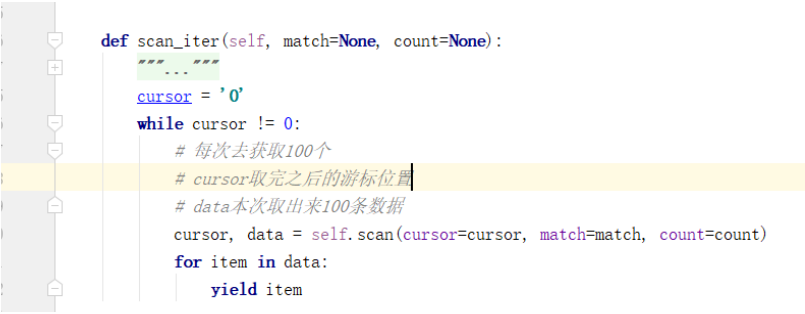 def scan_iter(self, match=None, count=None):
"""..."""
cursor = '0'
while cursor != 0:
# 每次去获取100个
# cursor取完之后的游标位置
# data本次取出来100条数据
cursor, data = self.scan(cursor=cursor, match=match, count=count)
for item in data:
yield item